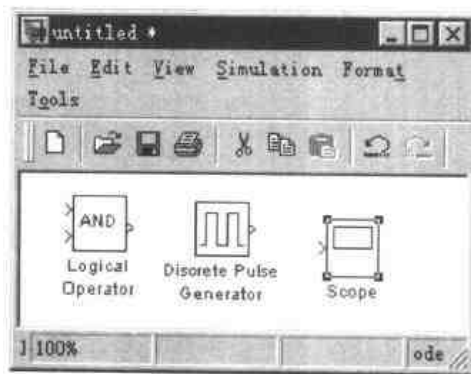 untitled *
File Edit View Simulation Format
Tools
AND
Logical
Operator
Discrete Pulse
Generator
Scope
100%
ode